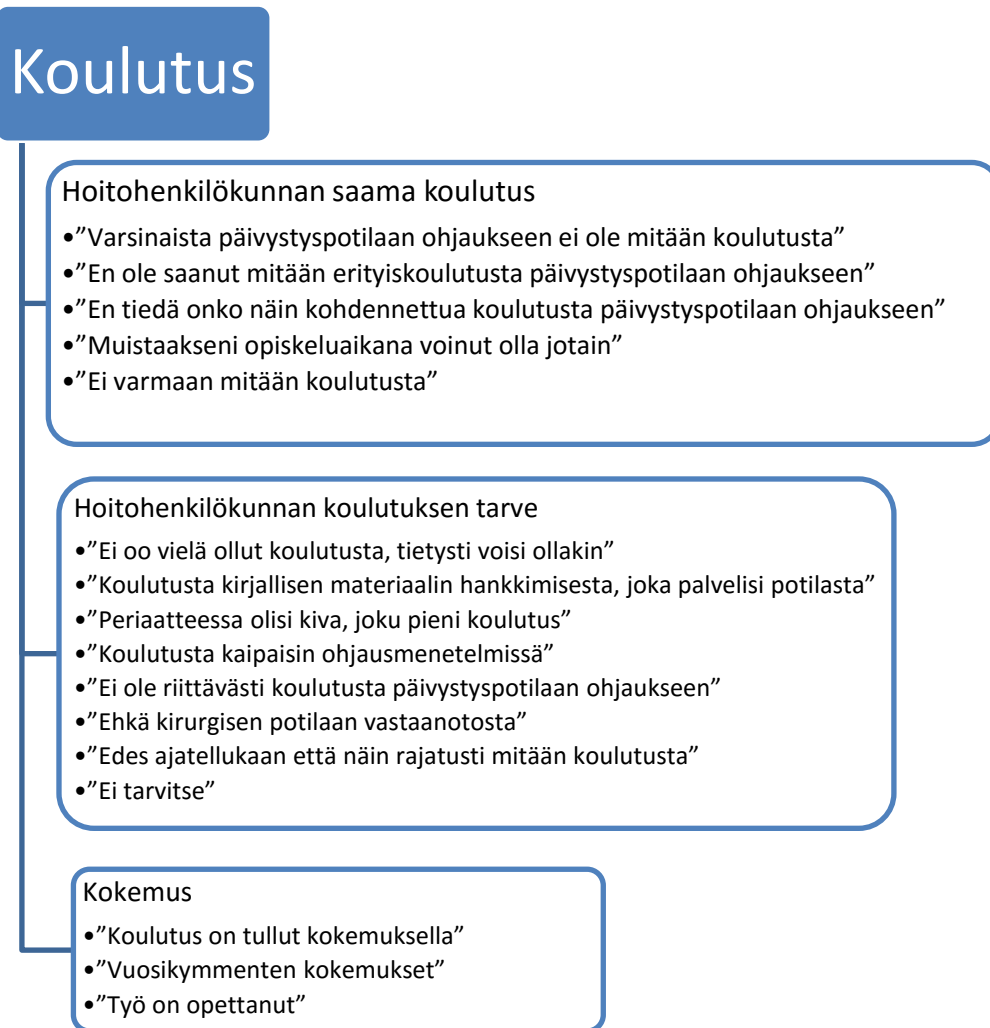 Koulutus
Hoitohenkilökunnan saama koulutus
•”Varsinaista päivystyspotilaan ohjaukseen ei ole mitään koulutusta”
•”En ole saanut mitään erityiskoulutusta päivystyspotilaan ohjaukseen”
•”En tiedä onko näin kohdennettua koulutusta päivystyspotilaan ohjaukseen”
•”Muistaakseni opiskeluaikana voinut olla jotain”
•”Ei varmaan mitään koulutusta”
Hoitohenkilökunnan koulutuksen tarve
•”Ei oo vielä ollut koulutusta, tietysti voisi ollakin”
•”Koulutusta kirjallisen materiaalin hankkimisesta, joka palvelisi potilasta”
•”Periaatteessa olisi kiva, joku pieni koulutus”
•”Koulutusta kaipaisin ohjausmenetelmissä”
•”Ei ole riittävästi koulutusta päivystyspotilaan ohjaukseen”
•”Ehkä kirurgisen potilaan vastaanotosta”
•”Edes ajatellukaan että näin rajatusti mitään koulutusta”
•”Ei tarvitse”
Kokemus
•”Koulutus on tullut kokemuksella”
•”Vuosikymmenten kokemukset”
•”Työ on opettanut”